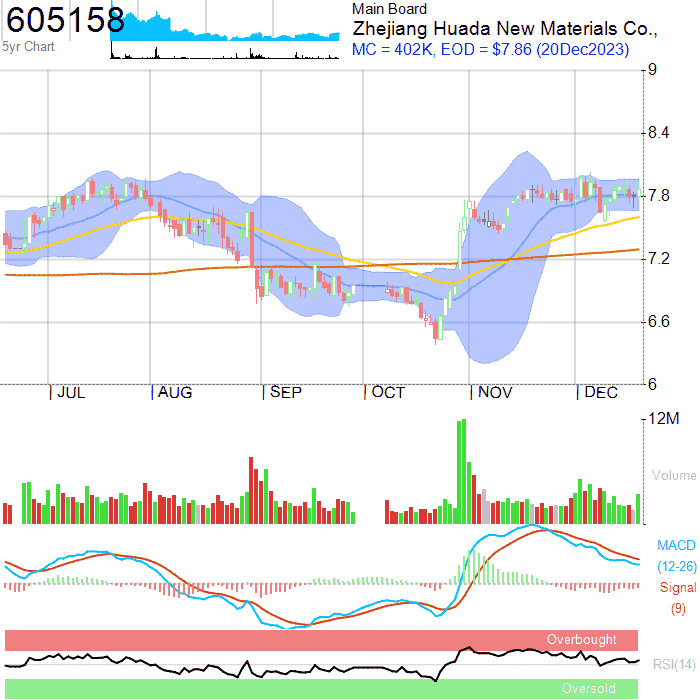 605158
5yr Chart
Main Board
Zhejiang Huada New Materials Co.,
MC = 402K, EOD = $7.86 (20Dec2023)
9
8.4
7.8
7.2
6.6
6
JUL AUG SEP OCT NOV DEC
12M
Volume
MACD
(12-26)
Signal
(9)
Overbought
RSI(14)
Oversold